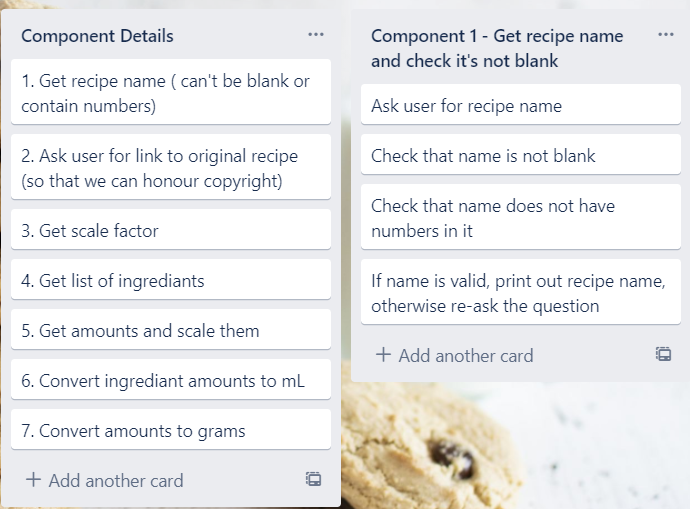 Component Details
1. Get recipe name ( can't be blank or
contain numbers)
2. Ask user for link to original recipe
(so that we can honour copyright)
3. Get scale factor
4. Get list of ingrediants
5. Get amounts and scale them
6. Convert ingrediant amounts to mL
7. Convert amounts to grams
+ Add another card
Component 1 - Get recipe name
and check it's not blank
Ask user for recipe name
Check that name is not blank
Check that name does not have
numbers in it
If name is valid, print out recipe name,
otherwise re-ask the question
+ Add another card